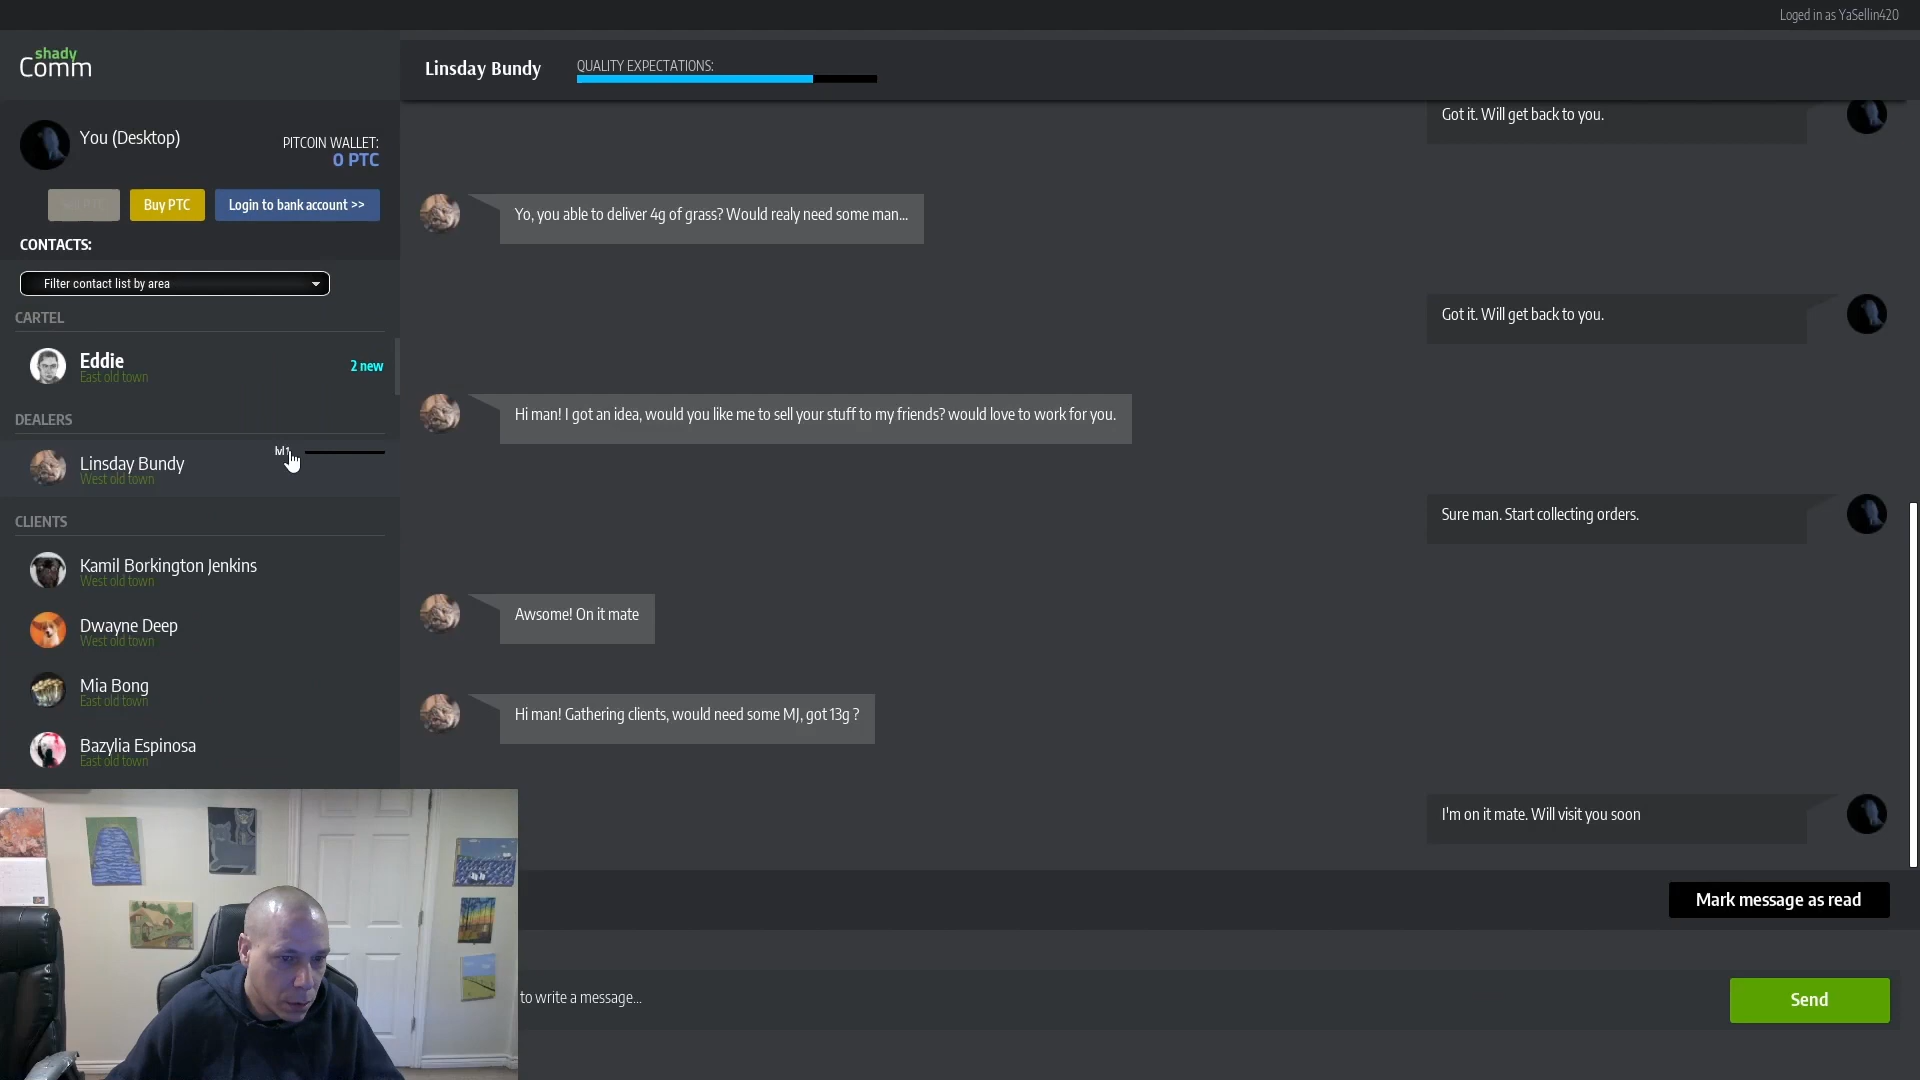 Loged in as YaSellin420
shady
Comm
Linsday Bundy
QUALITY EXPECTATIONS:
You (Desktop)
PITCOIN WALLET:
0 PTC
Buy PTC
Login to bank account >>
CONTACTS:
Filter contact list by area
CARTEL
Eddie
East old town
2 new
DEALERS
lvl1
Linsday Bundy
West old town
CLIENTS
Kamil Borkington Jenkins
West old town
Dwayne Deep
West old town
Mia Bong
East old town
Bazylia Espinosa
East old town
Got it. Will get back to you.
Yo, you able to deliver 4g of grass? Would realy need some man...
Got it. Will get back to you.
Hi man! I got an idea, would you like me to sell your stuff to my friends? would love to work for you.
Sure man. Start collecting orders.
Awsome! On it mate
Hi man! Gathering clients, would need some MJ, got 13g ?
I'm on it mate. Will visit you soon
Mark message as read
to write a message...
Send